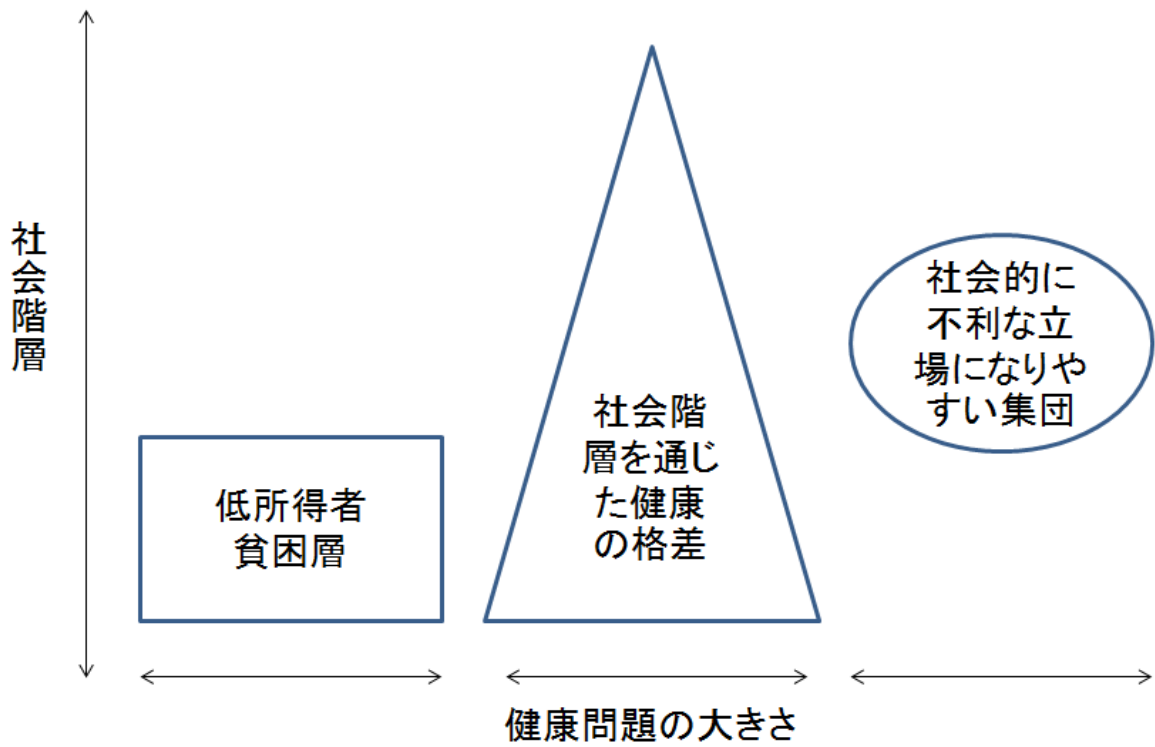 社会階層
低所得者
貧困層
社会階
層を通じ
た健康
の格差
社会的に
不利な立
場になりや
すい集団
健康問題の大きさ